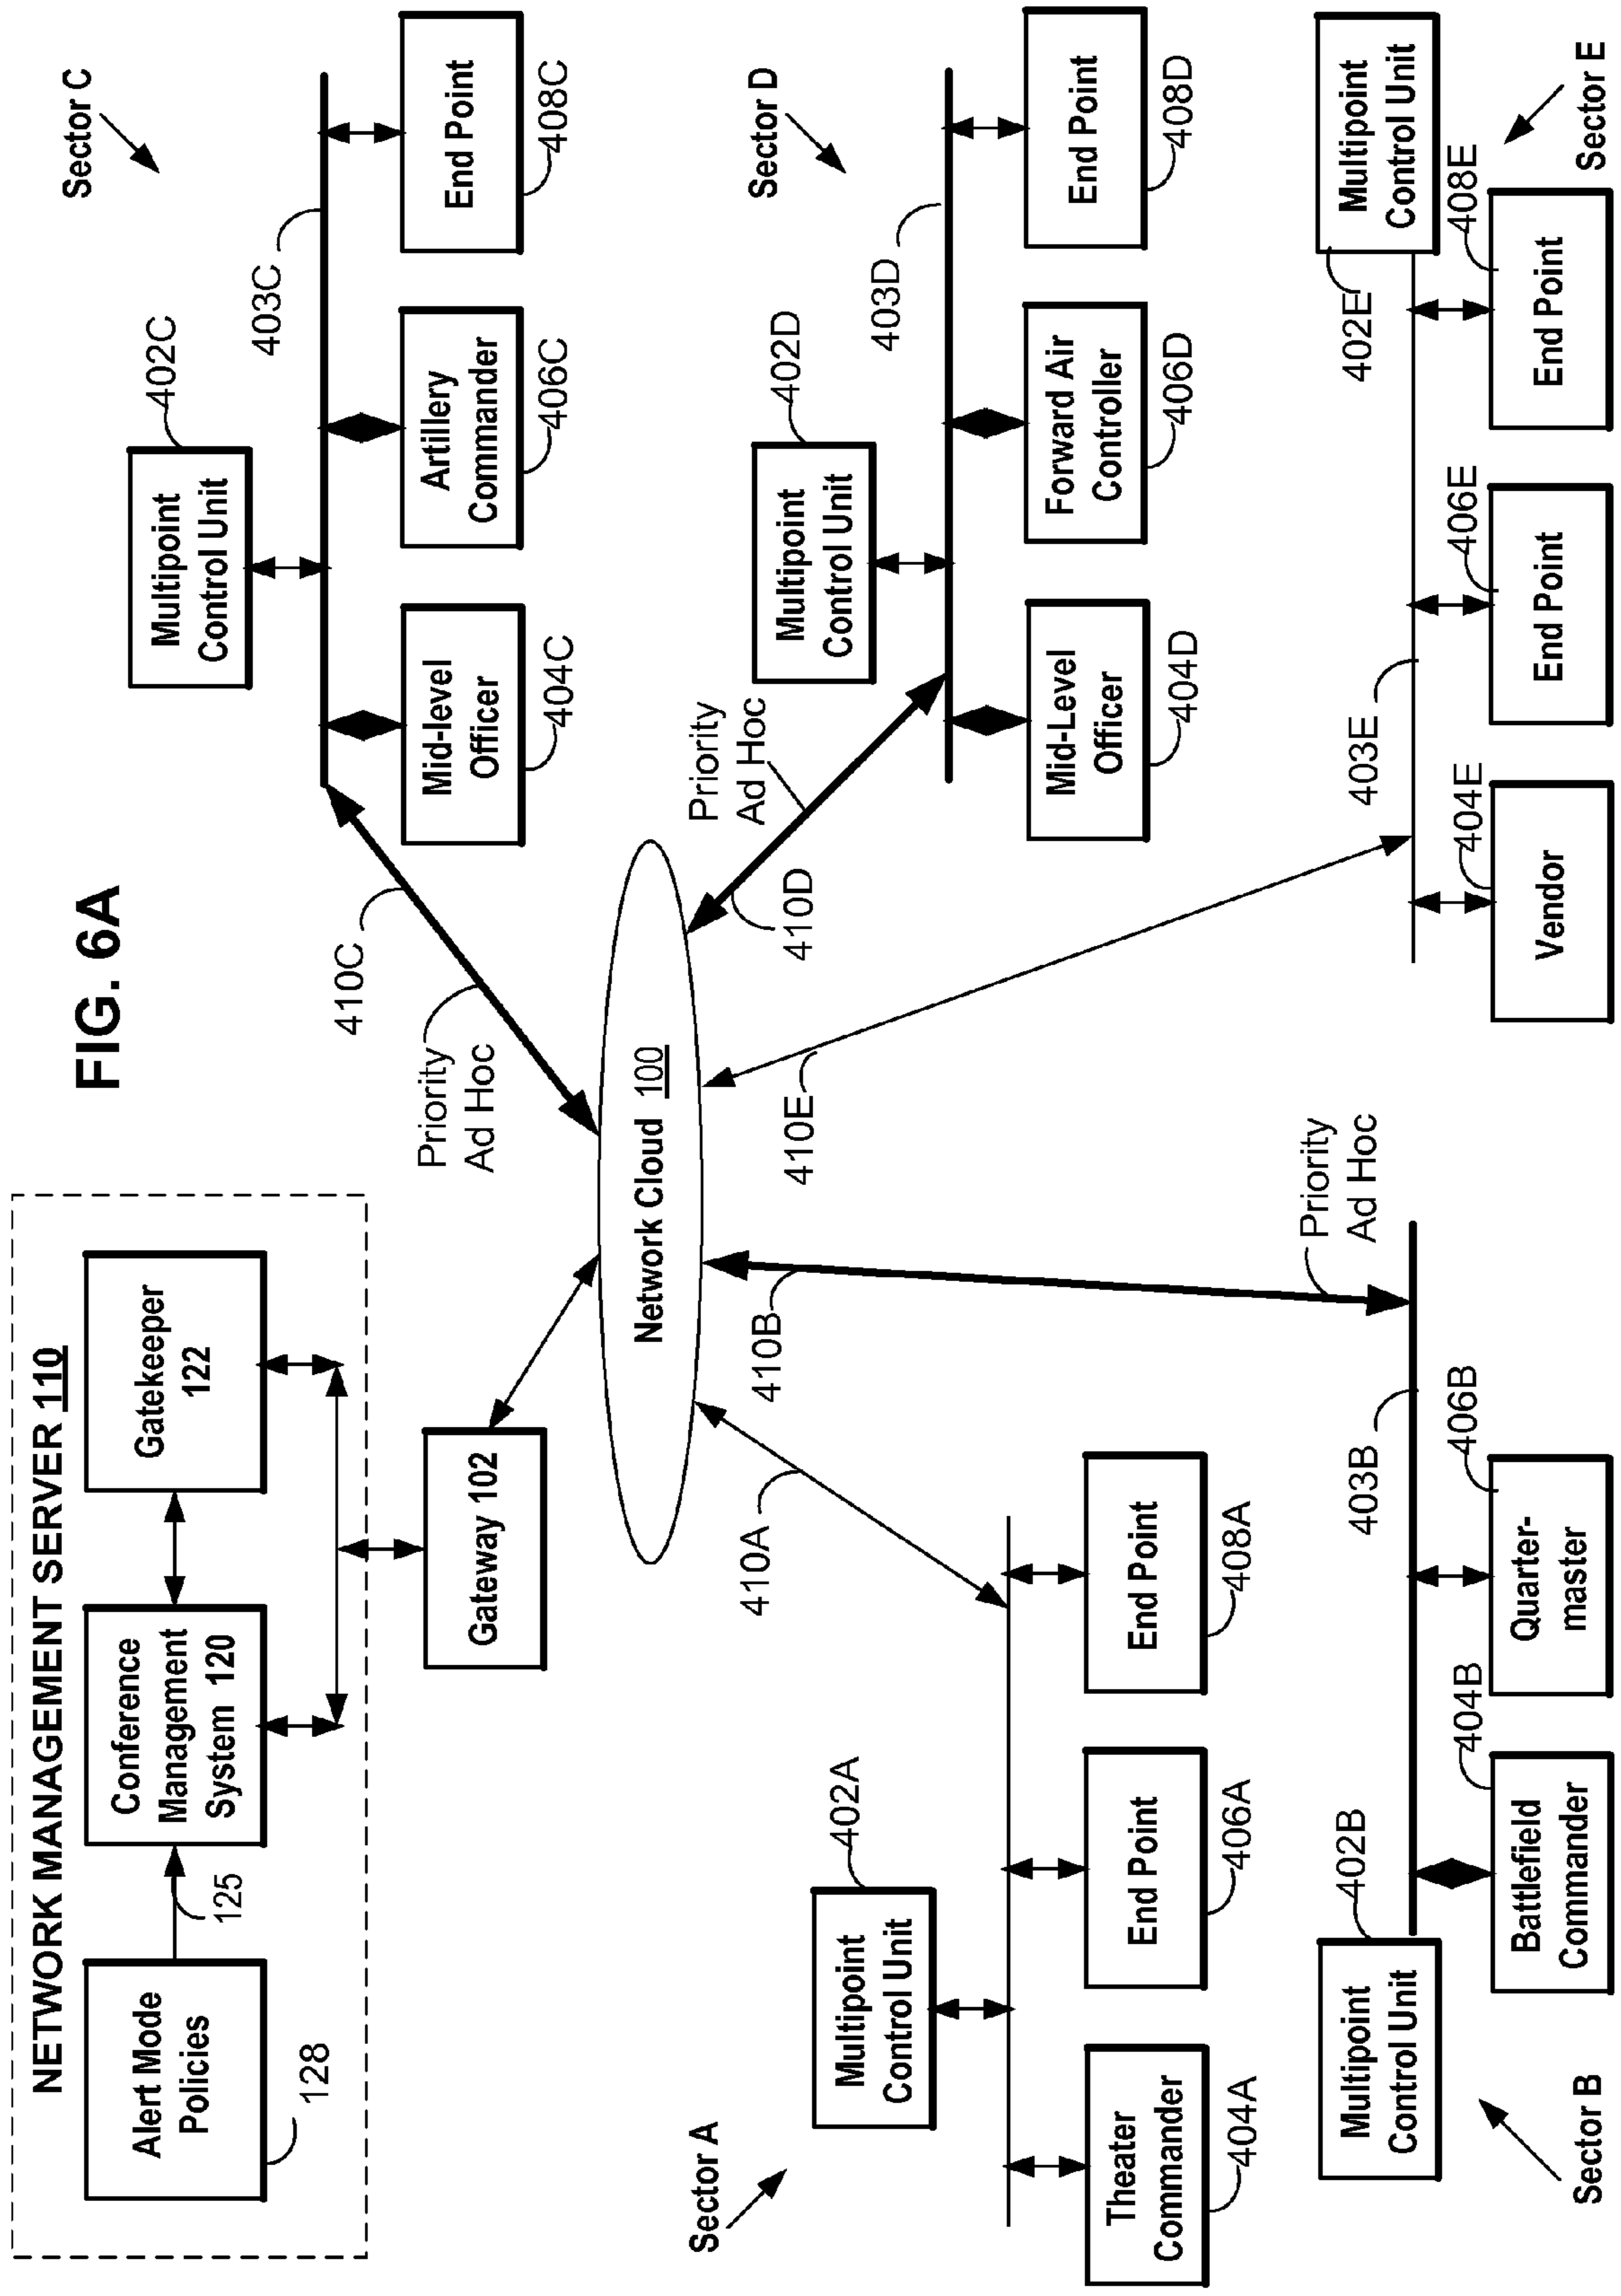 FIG. 6A
NETWORK MANAGEMENT SERVER 110
Alert Mode
Policies
128
125
Conference
Management
System 120
Gatekeeper
122
Gateway 102
Network Cloud 100
Priority
Ad Hoc
410C
Sector C
Multipoint
Control Unit
402C
403C
Mid-level
Officer
404C
Artillery
Commander
406C
End Point
408C
Priority
Ad Hoc
410D
Sector D
Multipoint
Control Unit
402D
403D
Mid-Level
Officer
404D
Forward Air
Controller
406D
End Point
408D
Sector A
Multipoint
Control Unit
402A
410A
Theater
Commander
404A
End Point
406A
End Point
408A
410B
Priority
Ad Hoc
Sector B
Multipoint
Control Unit
402B
403B
Battlefield
Commander
404B
Quarter-
master
406B
410E
Sector E
Multipoint
Control Unit
402E
403E
Vendor
404E
End Point
406E
End Point
408E